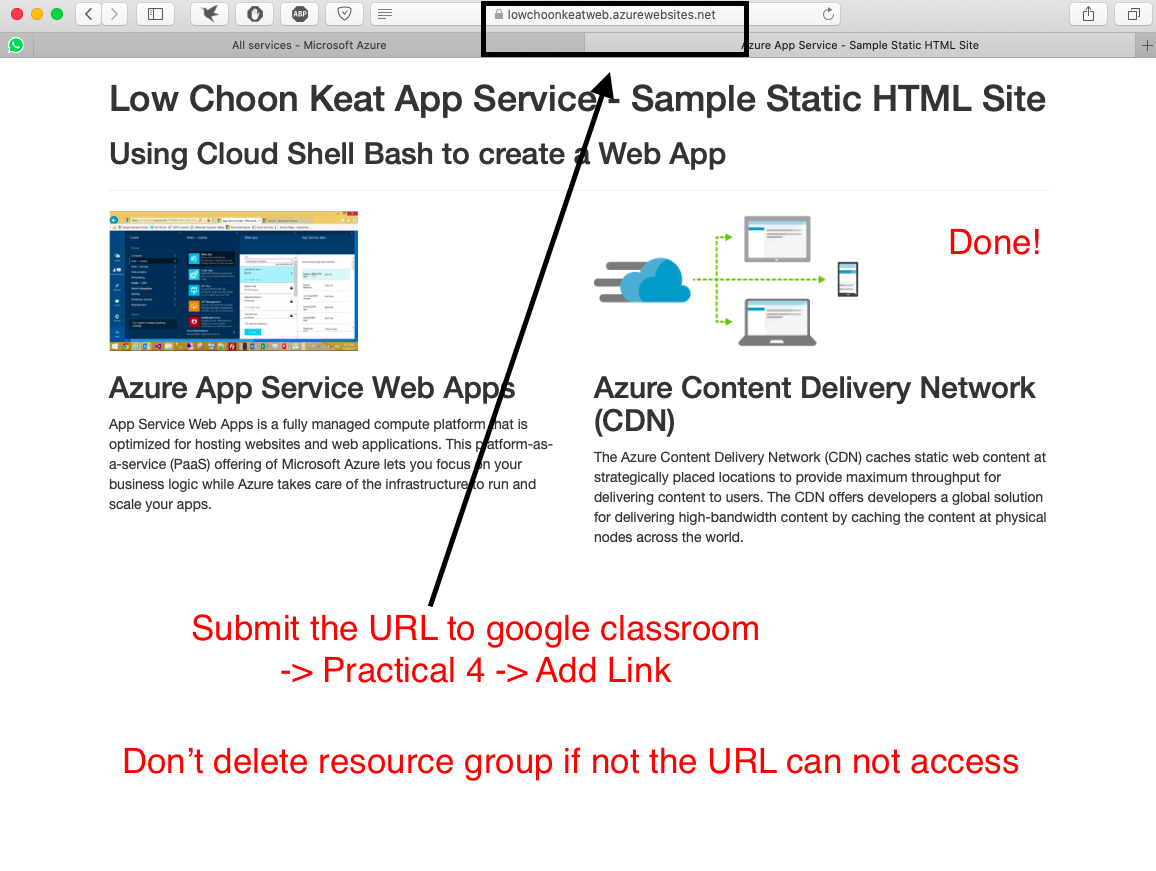 ABP
lowchoonkeatweb.azurewebsites.net
All services - Microsoft Azure
zure App Service - Sample Static HTML Site
Low Choon Keat App Service - Sample Static HTML Site
Using Cloud Shell Bash to create a Web App
Done!
Azure App Service Web Apps
App Service Web Apps is a fully managed compute platform that is
optimized for hosting websites and web applications. This platform-as-
a-service (PaaS) offering of Microsoft Azure lets you focus on your
business logic while Azure takes care of the infrastructure to run and
scale your apps.
Azure Content Delivery Network
(CDN)
The Azure Content Delivery Network (CDN) caches static web content at
strategically placed locations to provide maximum throughput for
delivering content to users. The CDN offers developers a global solution
for delivering high-bandwidth content by caching the content at physical
nodes across the world.
Submit the URL to google classroom
-> Practical 4 -> Add Link
Don't delete resource group if not the URL can not access